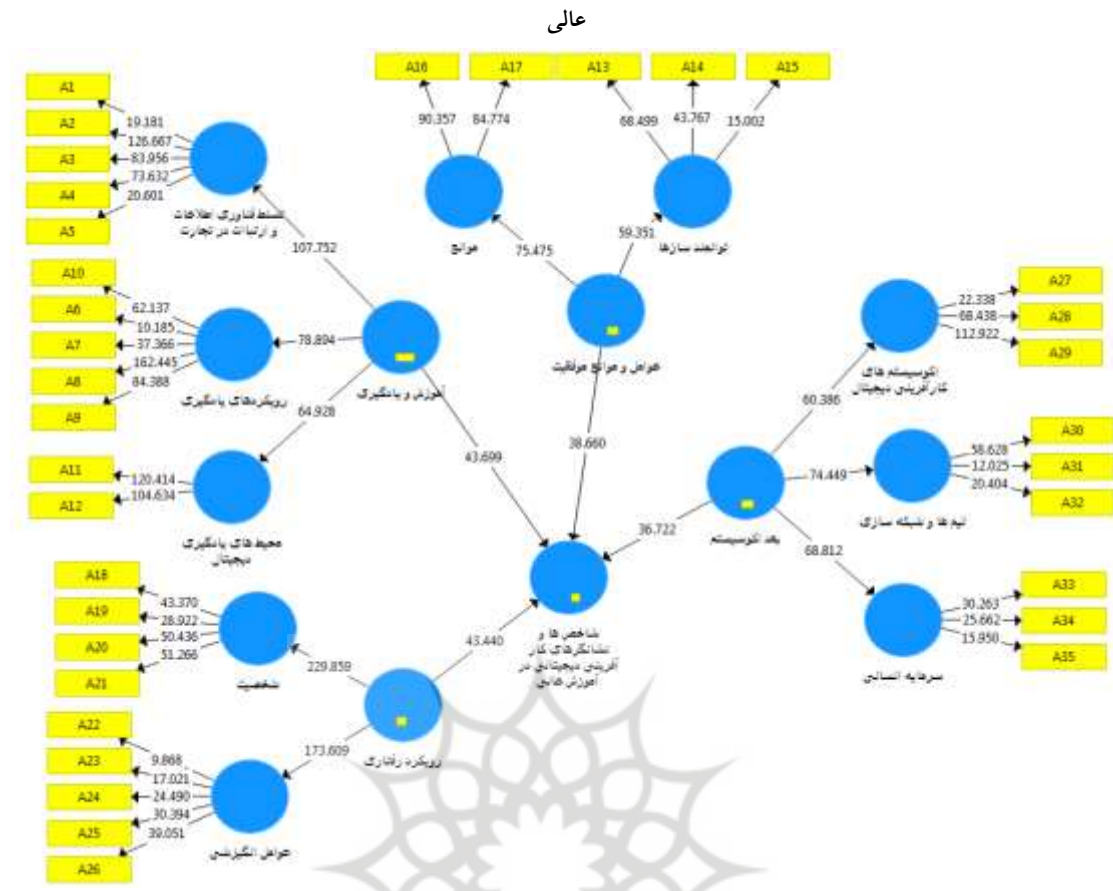 عالی
A16
A17
A13
A14
A15
90.357
84.774
68.499
43.767
15.002
موانع
توانمند سازها
75.475
59.351
عوامل و موانع موفقیت
38.660
A1
A2
A3
A4
A5
19.181
126.667
83.956
73.632
20.601
تسلط فناوری اطلاعات
و ارتباطات در تجارت
107.752
A10
A6
A7
A8
A9
62.137
10.185
37.366
162.445
84.388
رویکردهای یادگیری
78.894
آموزش و یادگیری
64.928
43.699
A11
A12
120.414
104.634
محیط های یادگیری
دیجیتال
A18
A19
A20
A21
43.370
28.922
50.436
51.266
شخصیت
229.859
43.440
رویکرد رفتاری
173.609
A22
A23
A24
A25
A26
9.868
17.021
24.490
30.394
39.051
عوامل انگیزشی
شاخص ها و
نشانگرهای کار
آفرینی دیجیتالی در
آموزش عالی
36.722
بعد اکوسیستم
60.386
74.449
68.812
اکوسیستم های
کارآفرینی دیجیتال
22.338
68.438
112.922
A27
A28
A29
تیم ها و شبکه سازی
58.628
12.025
20.404
A30
A31
A32
سرمایه انسانی
30.263
25.662
15.950
A33
A34
A35